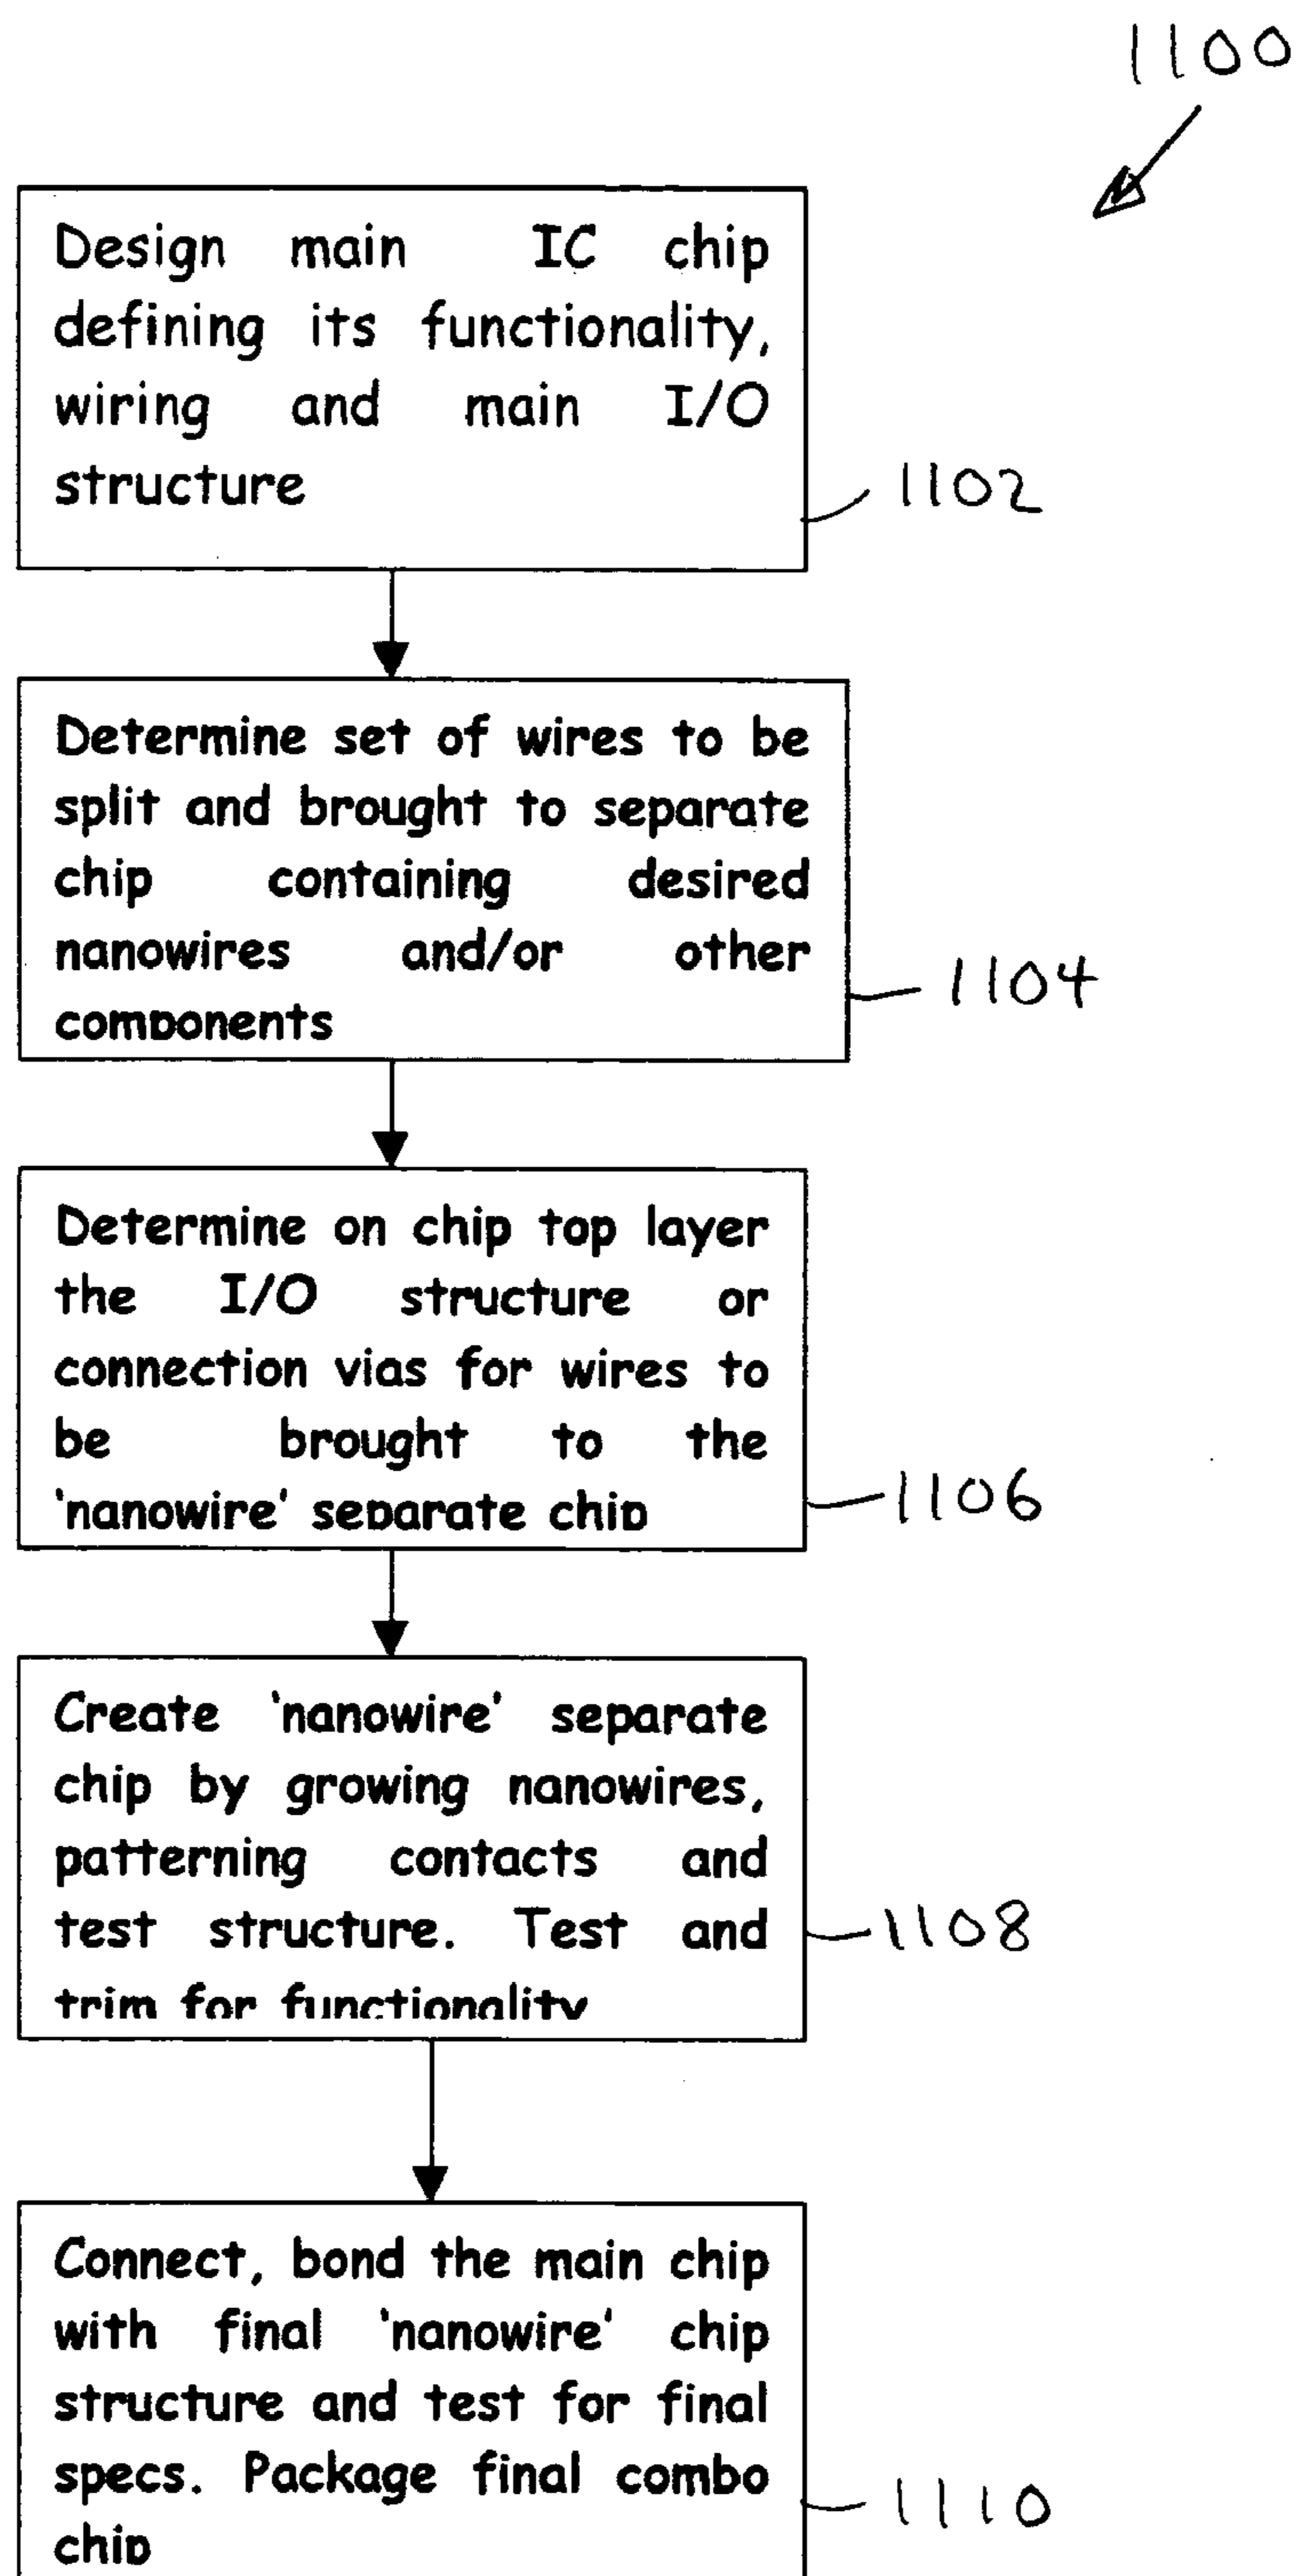 1100
Design main IC chip
defining its functionality,
wiring and main I/O
structure
1102
Determine set of wires to be
split and brought to separate
chip containing desired
nanowires and/or other
components
1104
Determine on chip top layer
the I/O structure or
connection vias for wires to
be brought to the
'nanowire' separate chip
1106
Create 'nanowire' separate
chip by growing nanowires,
patterning contacts and
test structure. Test and
trim for functionality
1108
Connect, bond the main chip
with final 'nanowire' chip
structure and test for final
specs. Package final combo
chip
1110